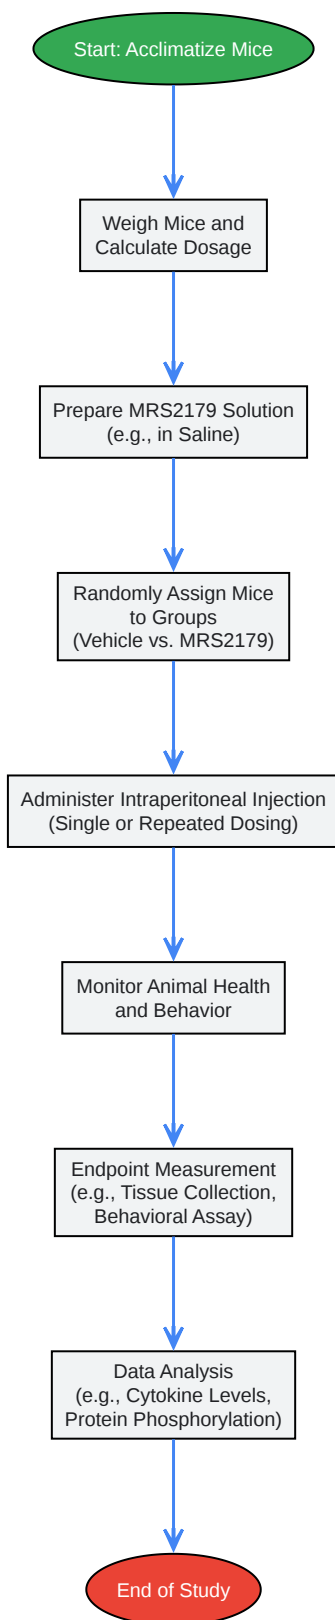 Start: Acclimatize Mice
Weigh Mice and
Calculate Dosage
Prepare MRS2179 Solution
(e.g., in Saline)
Randomly Assign Mice
to Groups
(Vehicle vs. MRS2179)
Administer Intraperitoneal Injection
(Single or Repeated Dosing)
Monitor Animal Health
and Behavior
Endpoint Measurement
(e.g., Tissue Collection,
Behavioral Assay)
Data Analysis
(e.g., Cytokine Levels,
Protein Phosphorylation)
End of Study